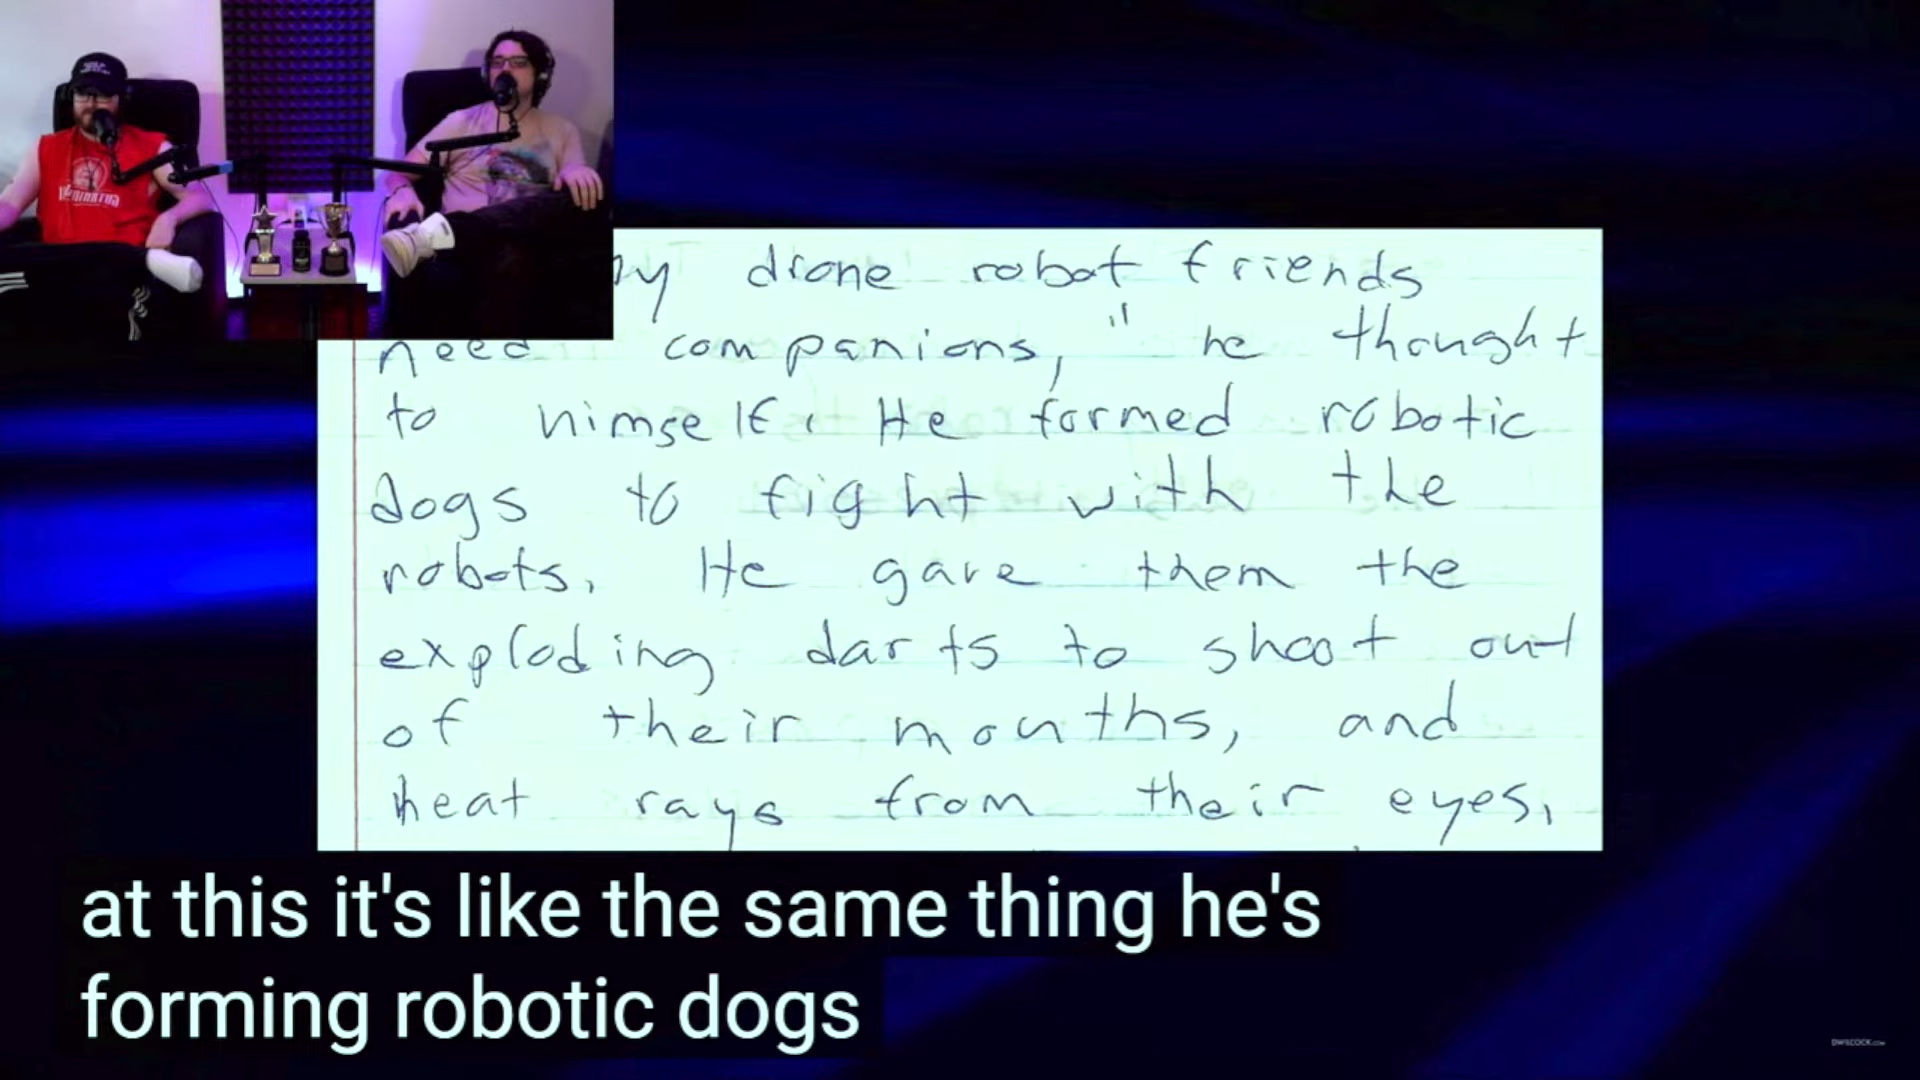 my drone robot friends
need companions," he thought
to himself. He formed robotic
dogs to fight with the
robots. He gave them the
exploding darts to shoot out
of their mouths, and
heat rays from their eyes.
at this it's like the same thing he's
forming robotic dogs